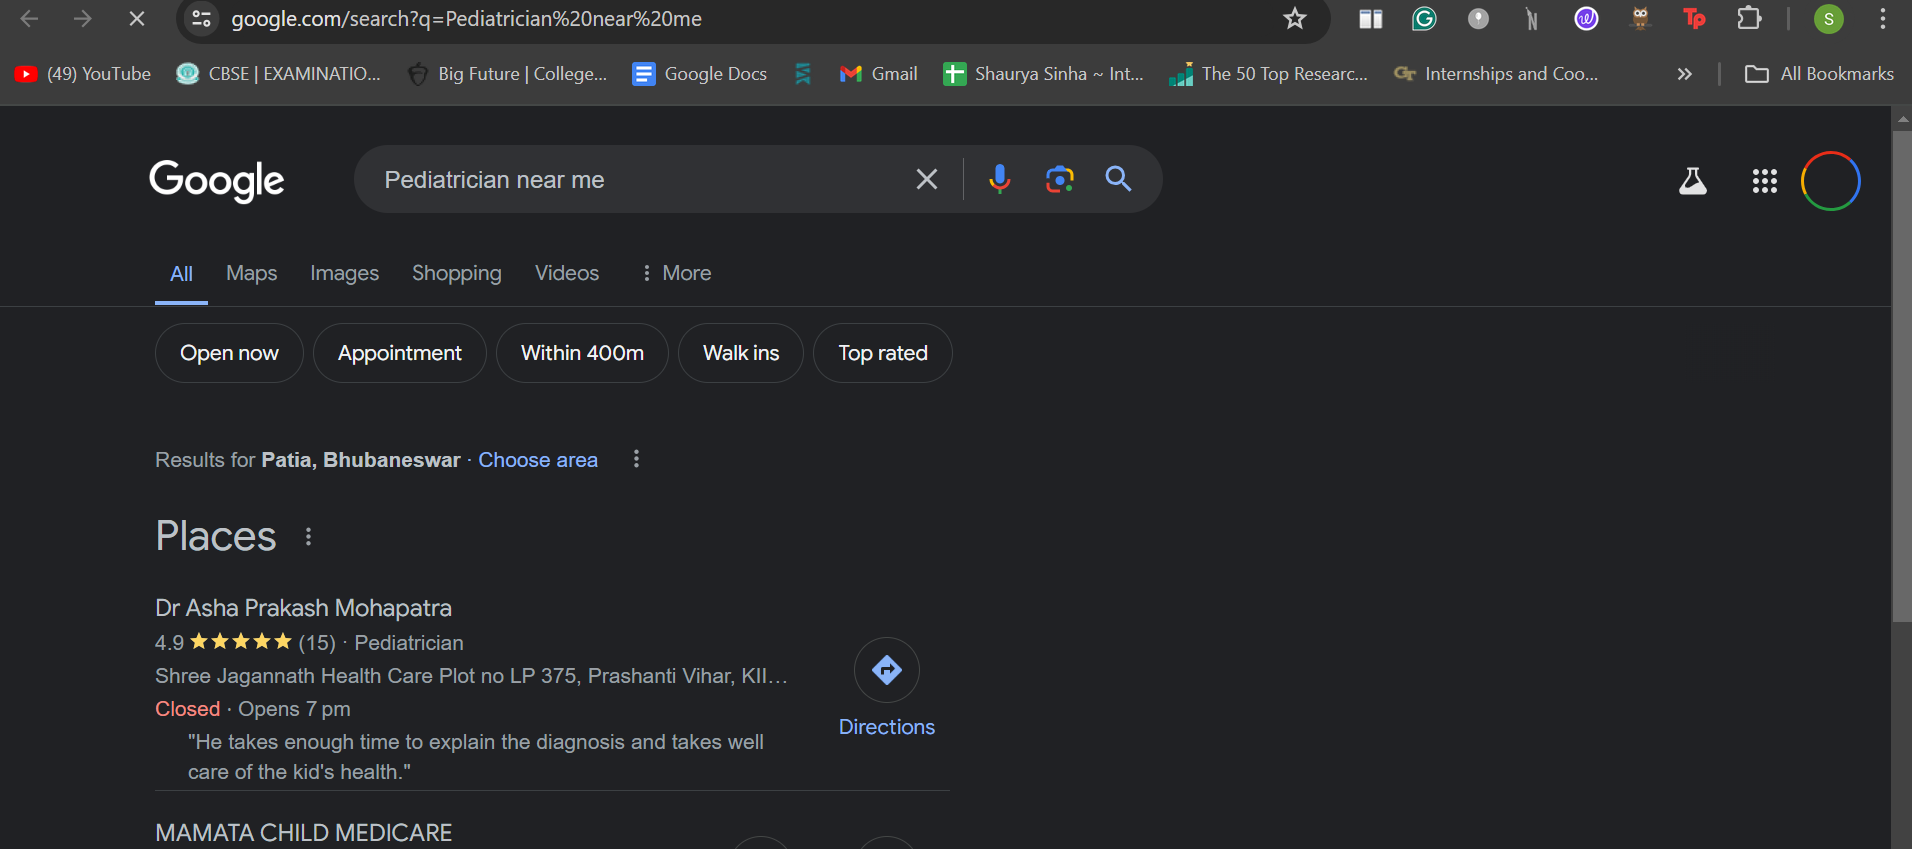 google.com/search?q=Pediatrician%20near%20me
S
(49) YouTube
CBSE | EXAMINATIO...
Big Future | College...
Google Docs
Gmail
Shaurya Sinha ~ Int...
The 50 Top Researc...
Internships and Coo...
»
All Bookmarks
Google
Pediatrician near me
All
Maps
Images
Shopping
Videos
More
Open now
Appointment
Within 400m
Walk ins
Top rated
Results for Patia, Bhubaneswar · Choose area
Places
Dr Asha Prakash Mohapatra
4.9 ★★★★★ (15) · Pediatrician
Shree Jagannath Health Care Plot no LP 375, Prashanti Vihar, KII...
Closed · Opens 7 pm
"He takes enough time to explain the diagnosis and takes well
care of the kid's health."
Directions
MAMATA CHILD MEDICARE